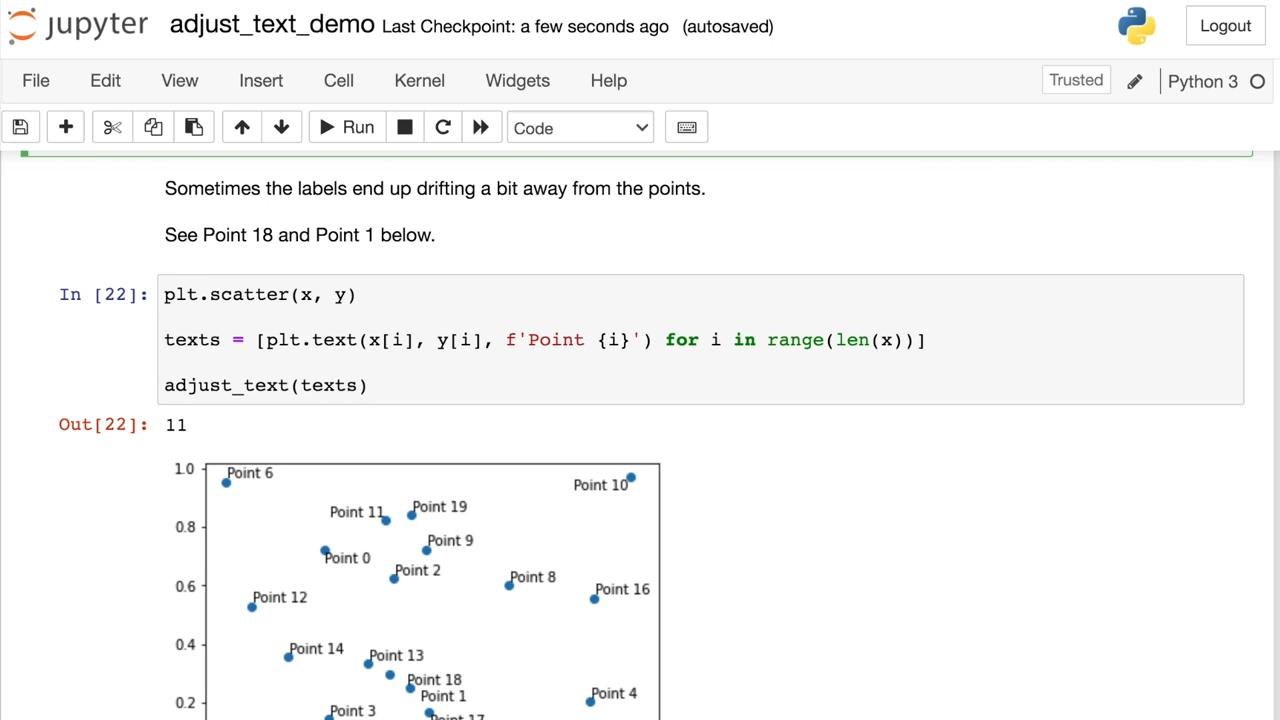 jupyter adjust_text_demo Last Checkpoint: a few seconds ago (autosaved) Logout
File Edit View Insert Cell Kernel Widgets Help Trusted Python 3
Run Code
Sometimes the labels end up drifting a bit away from the points.
See Point 18 and Point 1 below.
In [22]: plt.scatter(x, y)
texts = [plt.text(x[i], y[i], f'Point {i}') for i in range(len(x))]
adjust_text(texts)
Out[22]: 11
1.0 Point 6
Point 10
Point 11 Point 19
0.8
Point 9
Point 0
Point 2
Point 8
0.6 Point 16
Point 12
0.4 Point 14
Point 13
Point 18
Point 1 Point 4
0.2
Point 3
Point 17